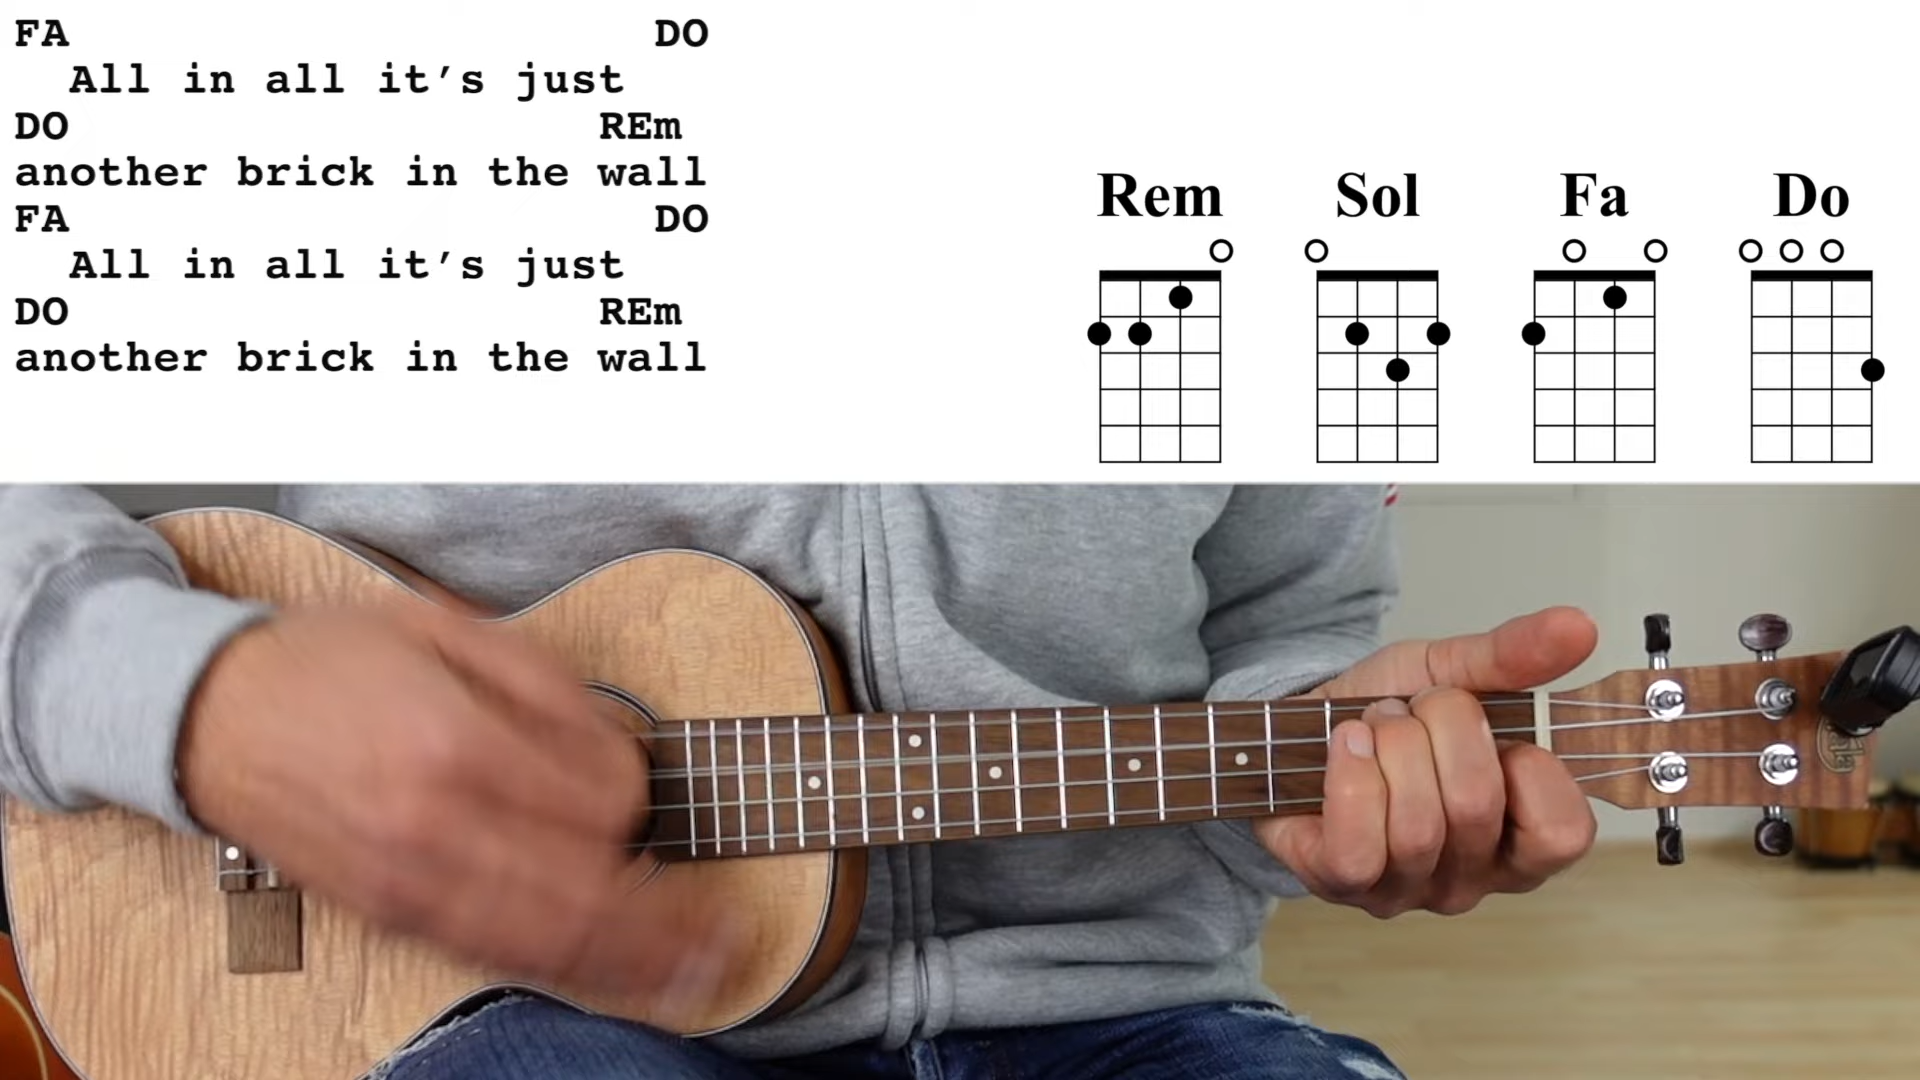 FA DO
All in all it’s just
DO REm
another brick in the wall
FA DO
All in all it’s just
DO REm
another brick in the wall
Rem Sol Fa Do